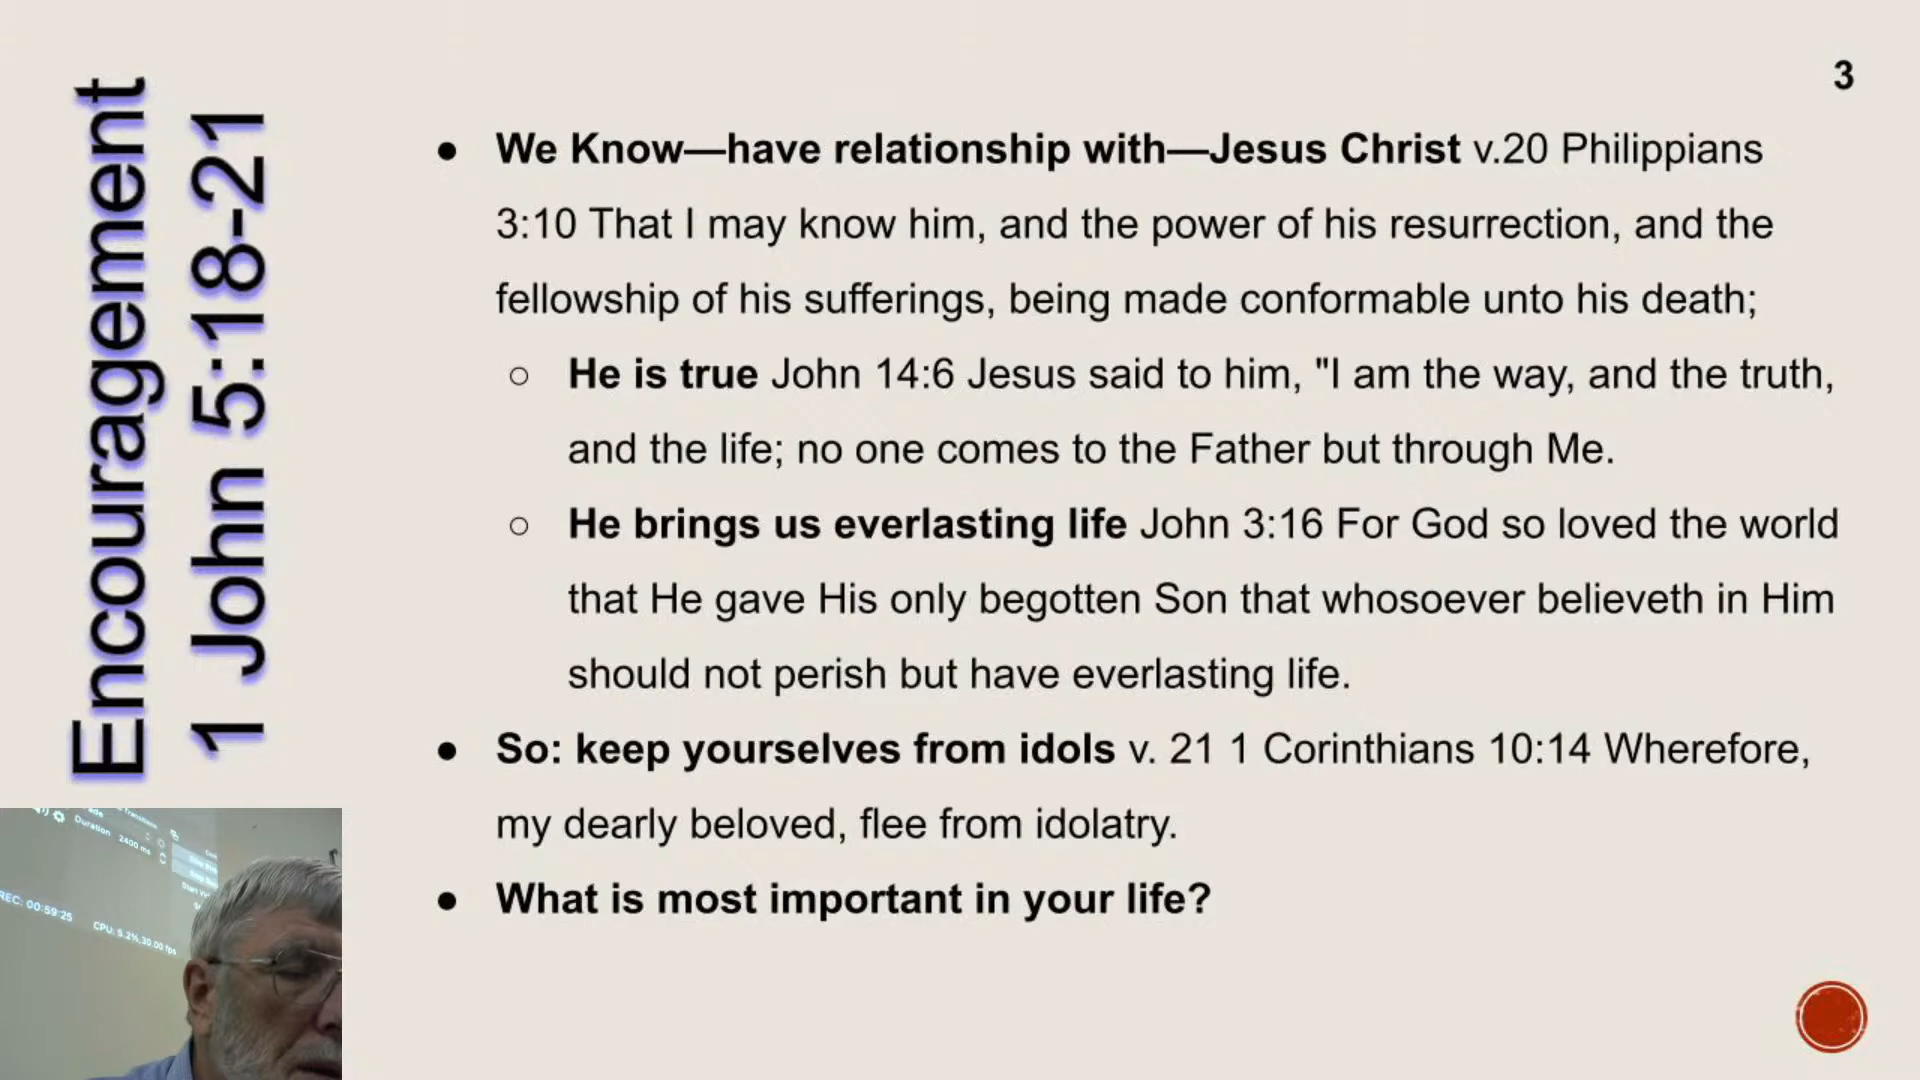 Encouragement
1 John 5:18-21
3
● We Know—have relationship with—Jesus Christ v.20 Philippians
3:10 That I may know him, and the power of his resurrection, and the
fellowship of his sufferings, being made conformable unto his death;
○ He is true John 14:6 Jesus said to him, "I am the way, and the truth,
and the life; no one comes to the Father but through Me.
○ He brings us everlasting life John 3:16 For God so loved the world
that He gave His only begotten Son that whosoever believeth in Him
should not perish but have everlasting life.
● So: keep yourselves from idols v. 21 1 Corinthians 10:14 Wherefore,
my dearly beloved, flee from idolatry.
● What is most important in your life?
Duration 2400 ms
REC: 00:59:25
CPU: 5.2%, 30.00 fps